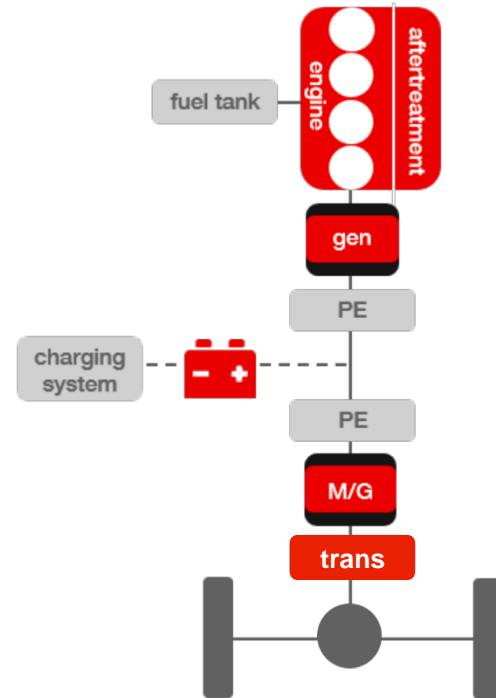 aftertreatment
engine
fuel tank
gen
PE
charging
system
− +
PE
M/G
trans